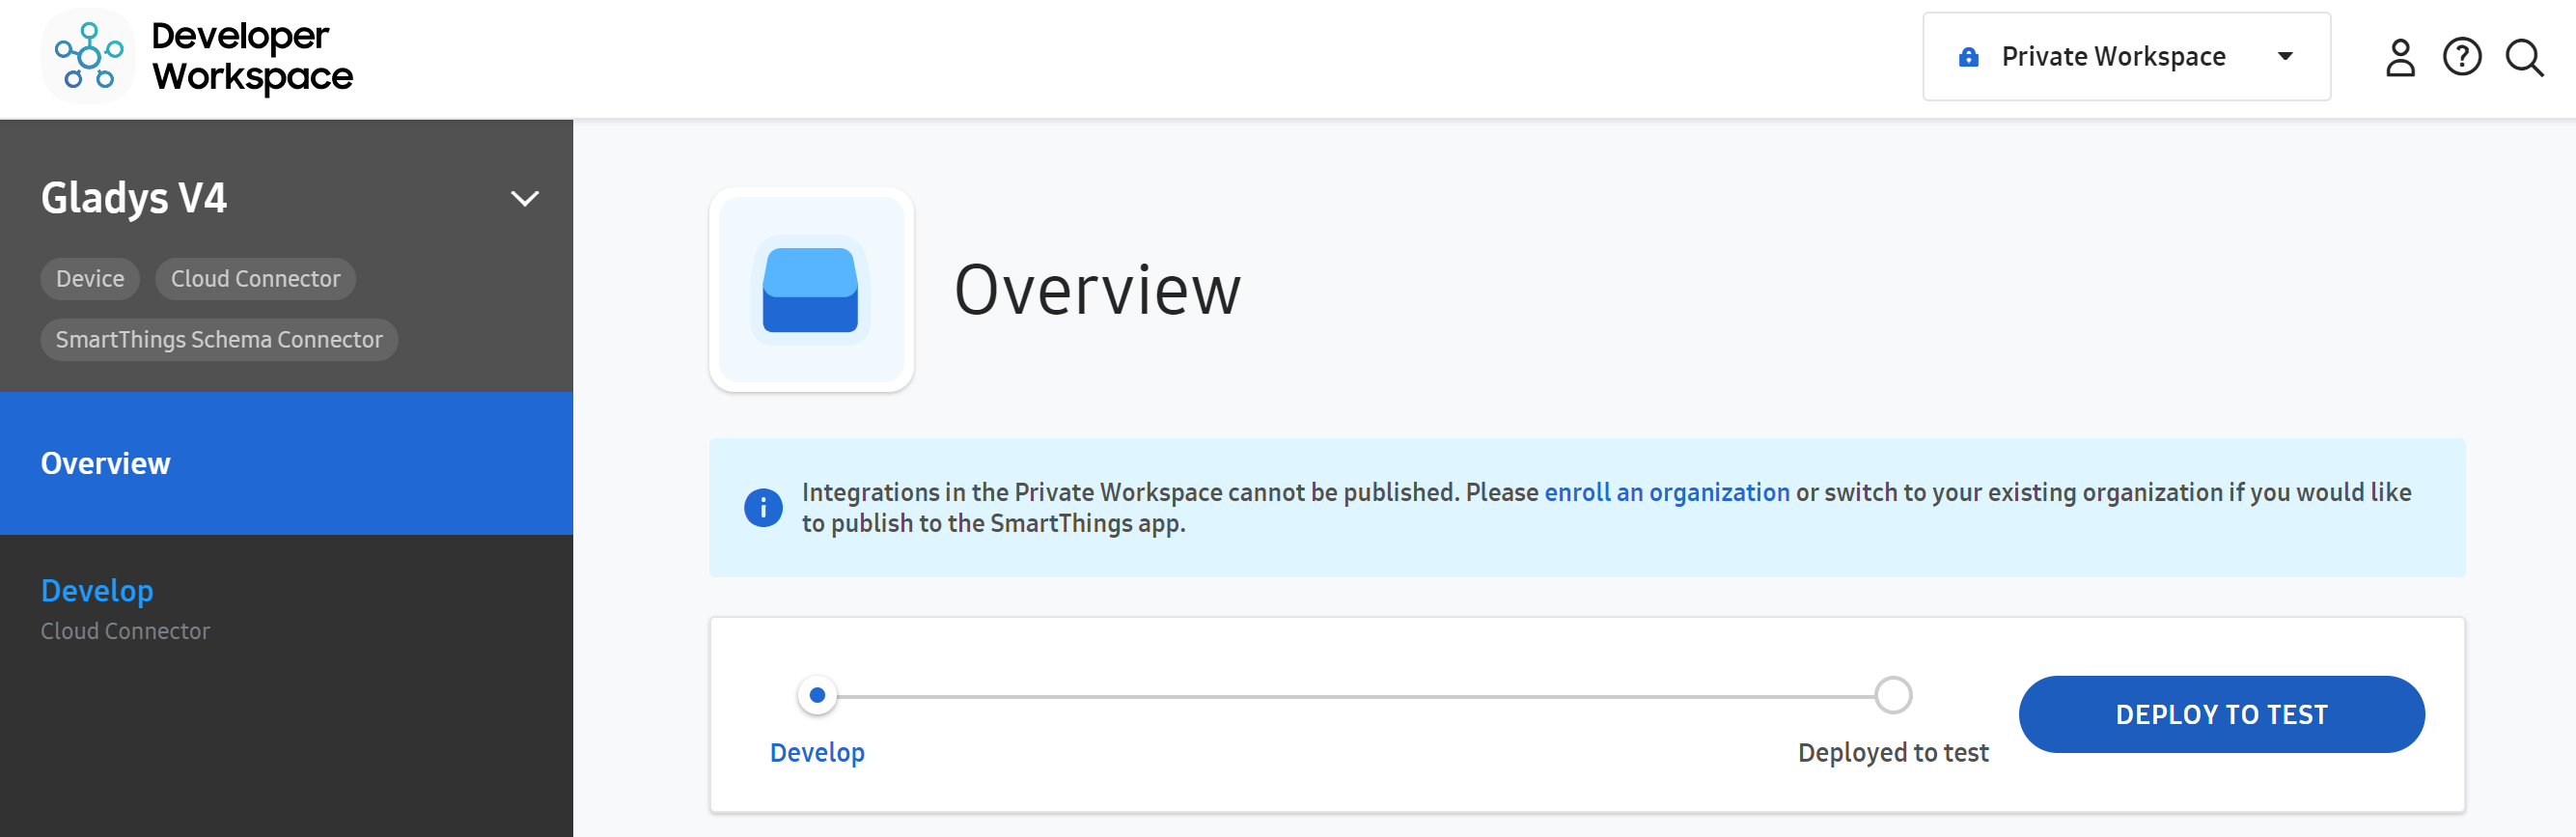 Developer
Workspace
Private Workspace
Gladys V4
Device
Cloud Connector
SmartThings Schema Connector
Overview
Develop
Cloud Connector
Overview
Integrations in the Private Workspace cannot be published. Please enroll an organization or switch to your existing organization if you would like
to publish to the SmartThings app.
Develop
Deployed to test
DEPLOY TO TEST